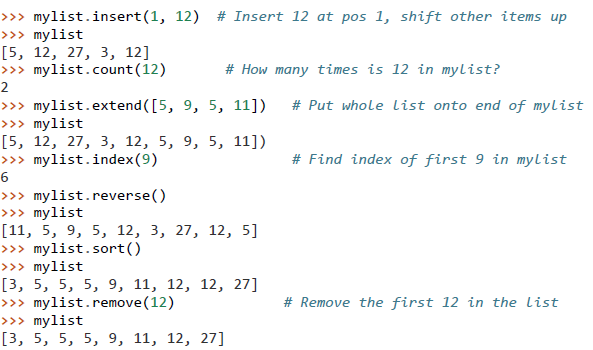 >>> mylist.insert(1, 12)  # Insert 12 at pos 1, shift other items up
>>> mylist
[5, 12, 27, 3, 12]
>>> mylist.count(12)       # How many times is 12 in mylist?
2
>>> mylist.extend([5, 9, 5, 11])   # Put whole list onto end of mylist
>>> mylist
[5, 12, 27, 3, 12, 5, 9, 5, 11])
>>> mylist.index(9)                # Find index of first 9 in mylist
6
>>> mylist.reverse()
>>> mylist
[11, 5, 9, 5, 12, 3, 27, 12, 5]
>>> mylist.sort()
>>> mylist
[3, 5, 5, 5, 9, 11, 12, 12, 27]
>>> mylist.remove(12)             # Remove the first 12 in the list
>>> mylist
[3, 5, 5, 5, 9, 11, 12, 27]